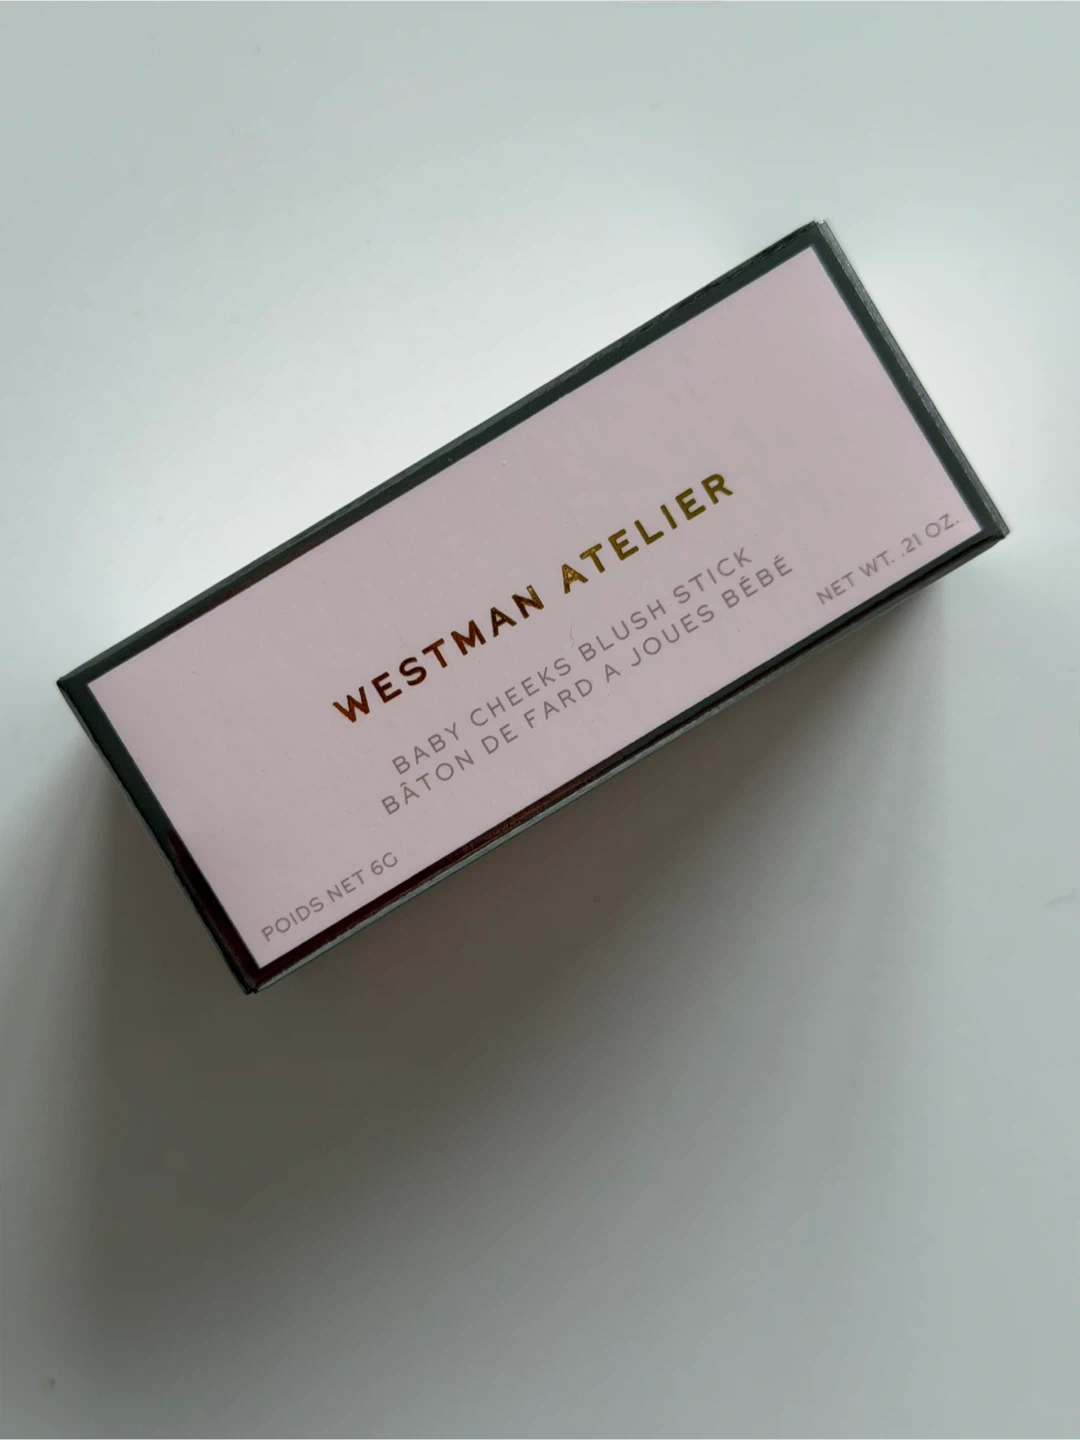 WESTMAN ATELIER
BABY CHEEKS BLUSH STICK
BÂTON DE FARD A JOUES BÉBÉ
POIDS NET 6G
NET WT. .21 OZ.